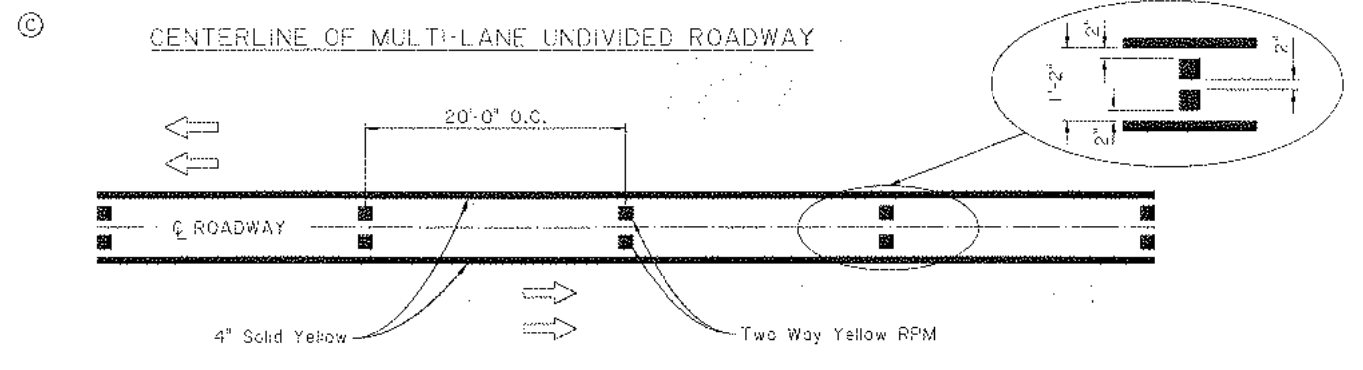 Ⓒ
CENTERLINE OF MULTI-LANE UNDIVIDED ROADWAY
2"
2"
1'-2"
2"
20'-0" O.C.
℄ ROADWAY
4" Solid Yellow
Two Way Yellow RPM